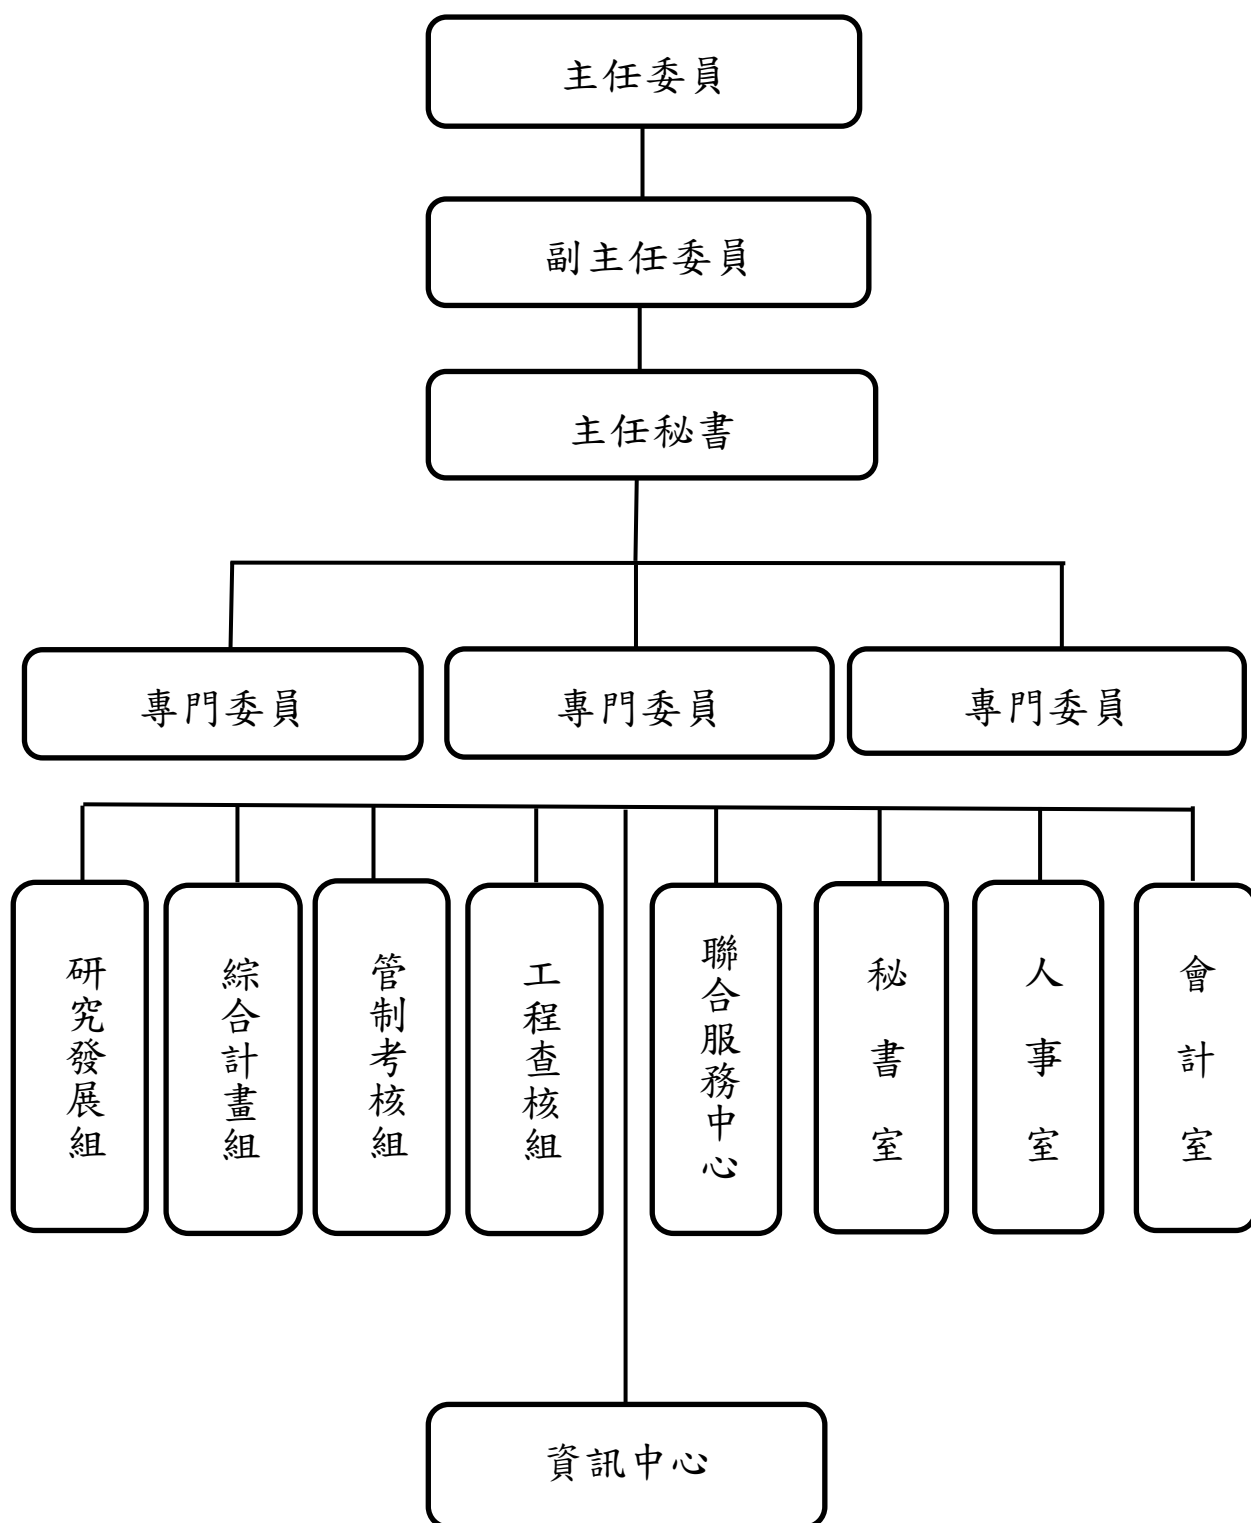 主任委員
副主任委員
主任秘書
專門委員
專門委員
專門委員
研究發展組
綜合計畫組
管制考核組
工程查核組
聯合服務中心
秘書室
人事室
會計室
資訊中心